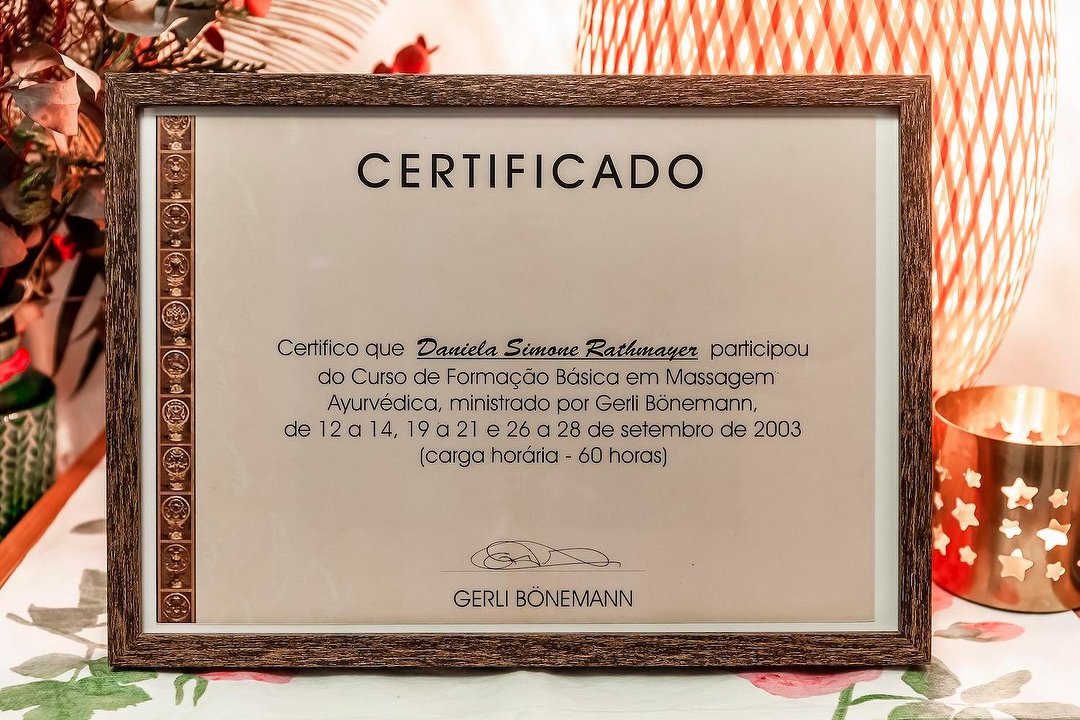 CERTIFICADO
Certifico que Daniela Simone Rathmayer participou
do Curso de Formação Básica em Massagem
Ayurvédica, ministrado por Gerli Bönemann,
de 12 a 14, 19 a 21 e 26 a 28 de setembro de 2003
(carga horária - 60 horas)
GERLI BÖNEMANN